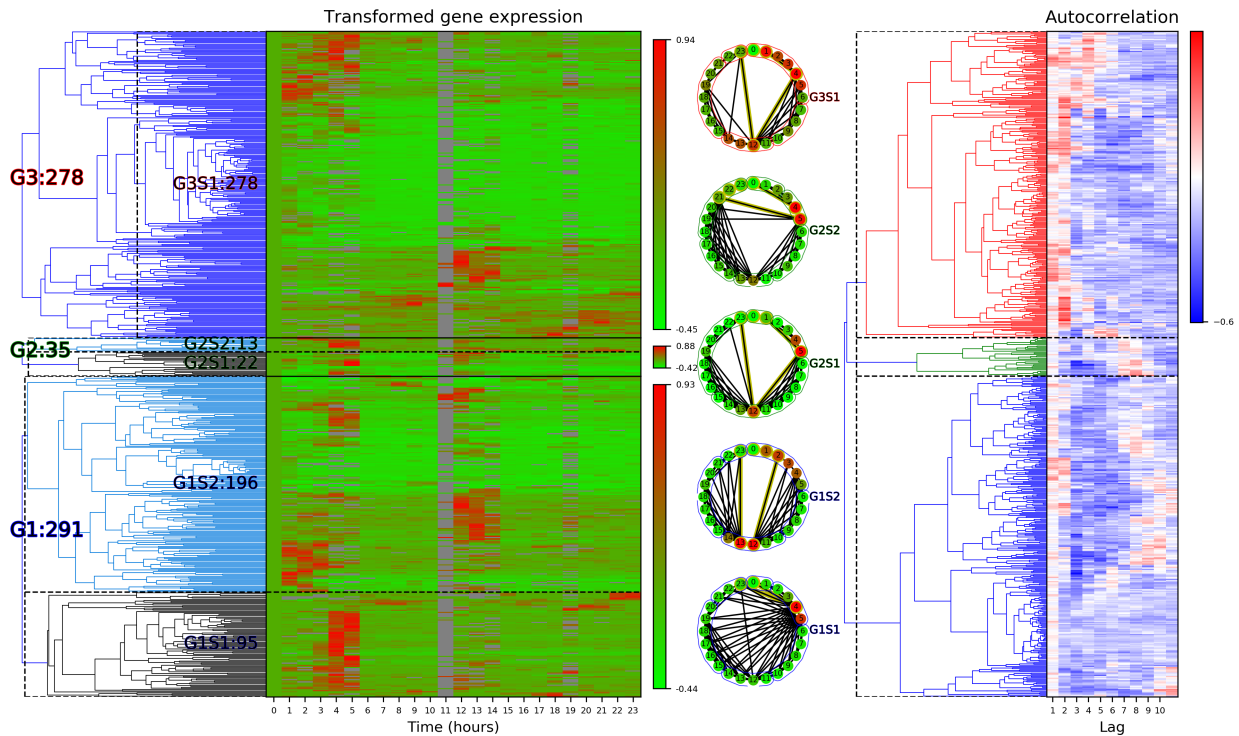 Transformed gene expression
Autocorrelation
0.94
-0.45
0.88
-0.42
0.93
-0.44
−0.6
G3:278
G3S1:278
G2:35
G2S2:13
G2S1:22
G1S2:196
G1:291
G1S1:95
G3S1
G2S2
G2S1
G1S2
G1S1
0 1 2 3 4 5 6 7 8 9 10 11 12 13 14 15 16 17 18 19 20 21 22 23
Time (hours)
1 2 3 4 5 6 7 8 9 10
Lag